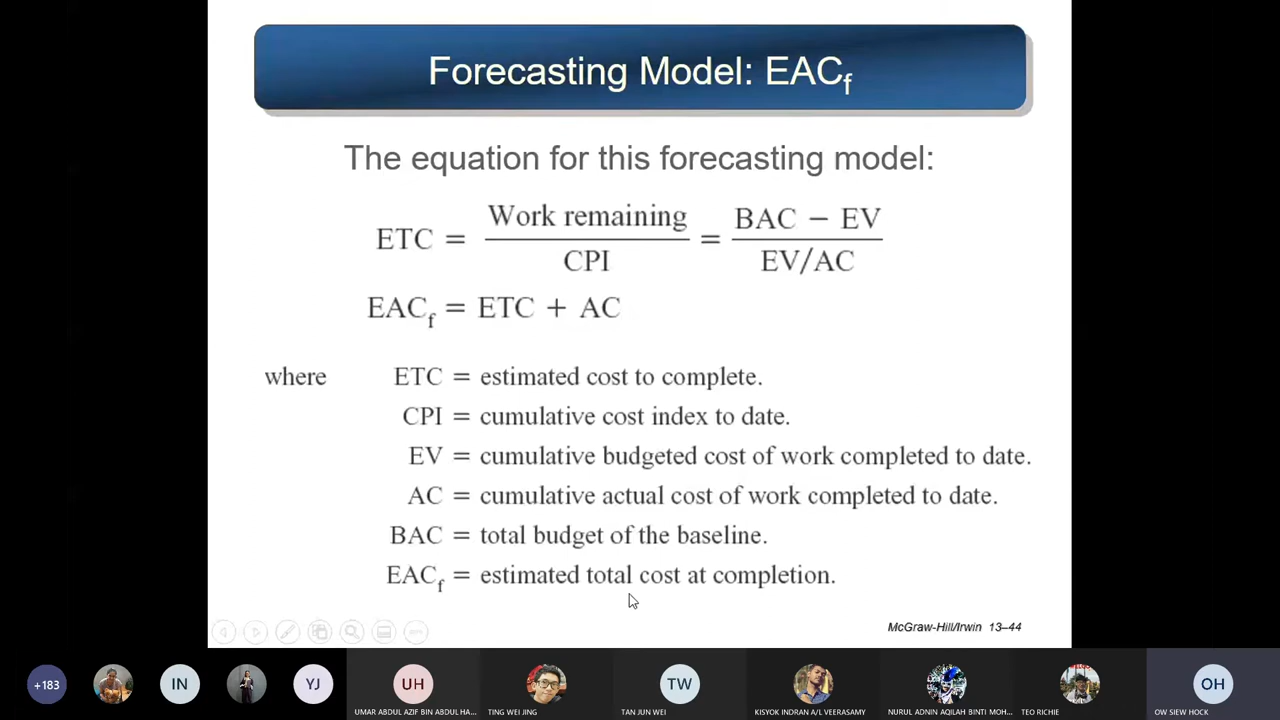 Forecasting Model: EACf
The equation for this forecasting model:
ETC = Work remaining / CPI = BAC − EV / EV/AC
EACf = ETC + AC
where ETC = estimated cost to complete.
CPI = cumulative cost index to date.
EV = cumulative budgeted cost of work completed to date.
AC = cumulative actual cost of work completed to date.
BAC = total budget of the baseline.
EACf = estimated total cost at completion.
McGraw-Hill/Irwin 13–44
+183 IN YJ UH TW OH
UMAR ABDUL AZIF BIN ABDUL HA... TING WEI JING TAN JUN WEI KISYOK INDRAN A/L VEERASAMY NURUL ADNIN AQILAH BINTI MOH... TEO RICHIE OW SIEW HOCK